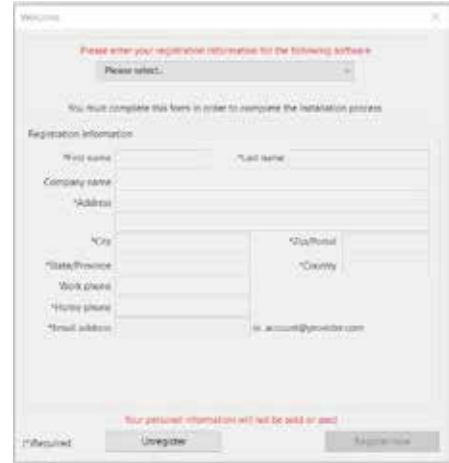 Welcome
Please enter your registration information for the following software
Please select..
You must complete this form in order to complete the installation process
Registration Information
*First name *Last name
Company name
*Address
*City *Zip/Postal
*State/Province *Country
Work phone
*Home phone
*Email address ie. account@provider.com
Your personal information will not be sold or used
(*)Required Unregister Register now